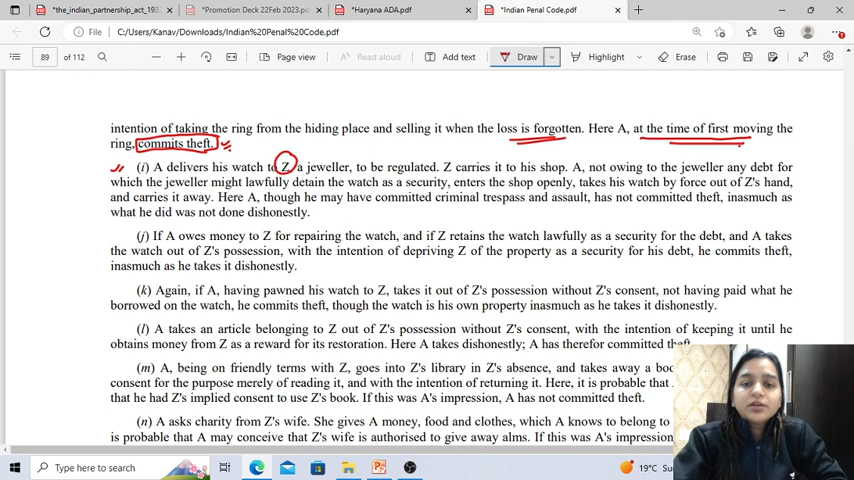 *the_indian_partnership_act_193
*Promotion Deck 22Feb 2023.pdf
*Haryana ADA.pdf
*Indian Penal Code.pdf
File
C:/Users/Kanav/Downloads/Indian%20Penal%20Code.pdf
89 of 112
Page view
Read aloud
Add text
Draw
Highlight
Erase
intention of taking the ring from the hiding place and selling it when the loss is forgotten. Here A, at the time of first moving the
ring, commits theft.
(i) A delivers his watch to Z, a jeweller, to be regulated. Z carries it to his shop. A, not owing to the jeweller any debt for
which the jeweller might lawfully detain the watch as a security, enters the shop openly, takes his watch by force out of Z's hand,
and carries it away. Here A, though he may have committed criminal trespass and assault, has not committed theft, inasmuch as
what he did was not done dishonestly.
(j) If A owes money to Z for repairing the watch, and if Z retains the watch lawfully as a security for the debt, and A takes
the watch out of Z's possession, with the intention of depriving Z of the property as a security for his debt, he commits theft,
inasmuch as he takes it dishonestly.
(k) Again, if A, having pawned his watch to Z, takes it out of Z's possession without Z's consent, not having paid what he
borrowed on the watch, he commits theft, though the watch is his own property inasmuch as he takes it dishonestly.
(l) A takes an article belonging to Z out of Z's possession without Z's consent, with the intention of keeping it until he
obtains money from Z as a reward for its restoration. Here A takes dishonestly; A has therefor committed theft.
(m) A, being on friendly terms with Z, goes into Z's library in Z's absence, and takes away a
consent for the purpose merely of reading it, and with the intention of returning it. Here, it is probable that
that he had Z's implied consent to use Z's book. If this was A's impression, A has not committed theft.
(n) A asks charity from Z's wife. She gives A money, food and clothes, which A knows to belong to
is probable that A may conceive that Z's wife is authorised to give away alms. If this was A's impression,
Type here to search
19°C